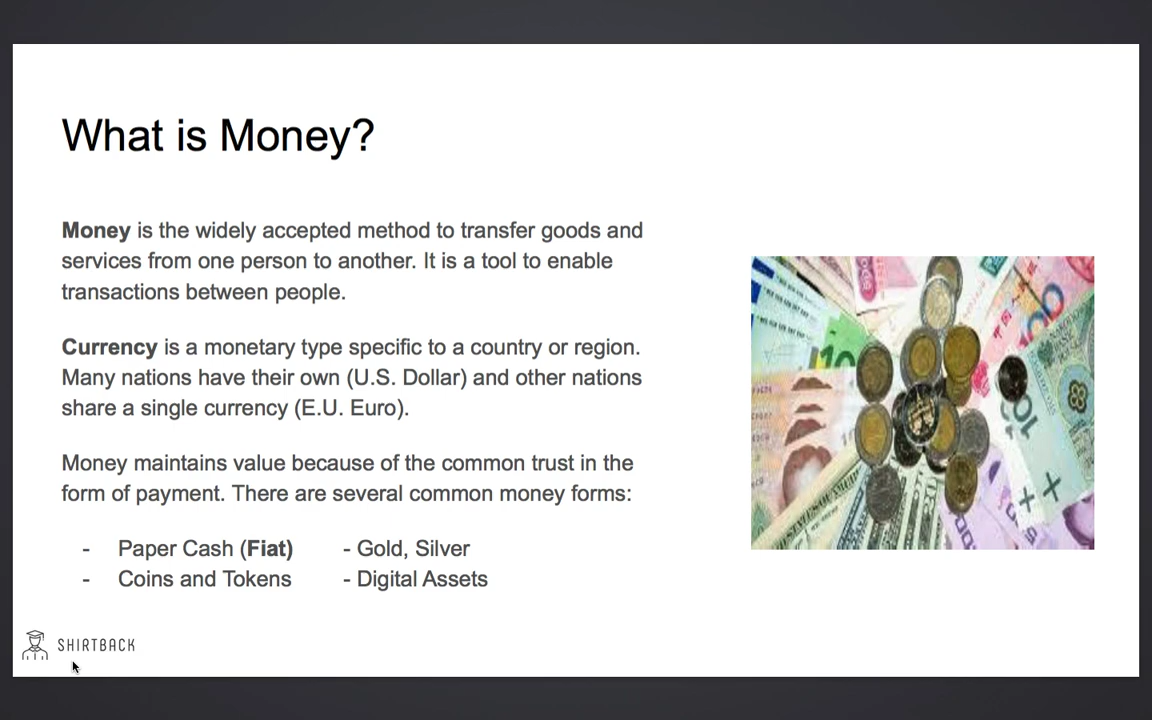 What is Money?
Money is the widely accepted method to transfer goods and
services from one person to another. It is a tool to enable
transactions between people.
Currency is a monetary type specific to a country or region.
Many nations have their own (U.S. Dollar) and other nations
share a single currency (E.U. Euro).
Money maintains value because of the common trust in the
form of payment. There are several common money forms:
- Paper Cash (Fiat) - Gold, Silver
- Coins and Tokens - Digital Assets
SHIRTBACK